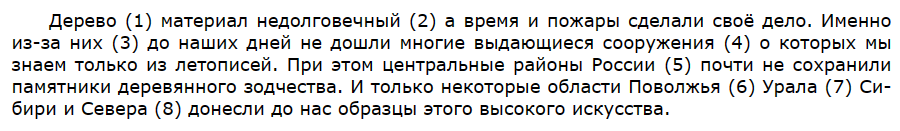 Дерево (1) материал недолговечный (2) а время и пожары сделали своё дело. Именно
из-за них (3) до наших дней не дошли многие выдающиеся сооружения (4) о которых мы
знаем только из летописей. При этом центральные районы России (5) почти не сохранили
памятники деревянного зодчества. И только некоторые области Поволжья (6) Урала (7) Си-
бири и Севера (8) донесли до нас образцы этого высокого искусства.